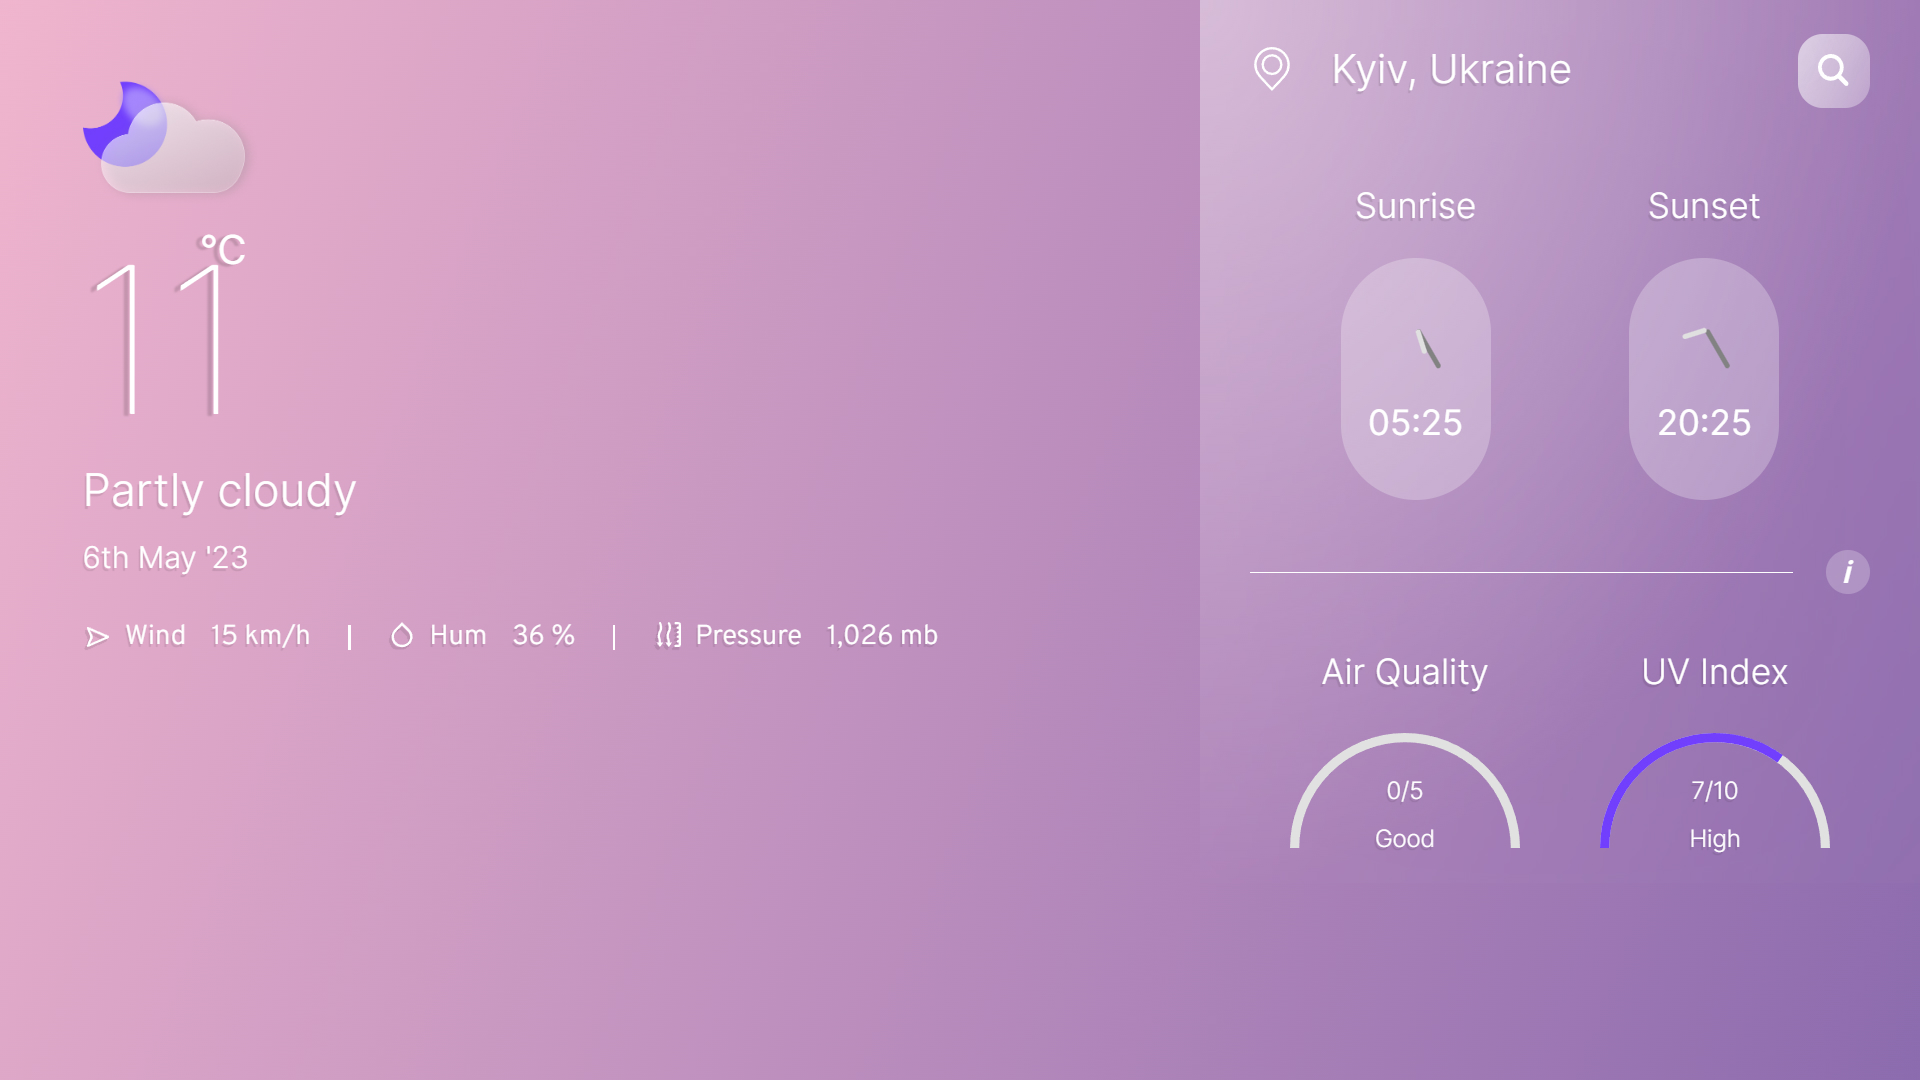 °C
11
Partly cloudy
6th May '23
Wind 15 km/h | Hum 36 % | Pressure 1,026 mb
Kyiv, Ukraine
Sunrise Sunset
05:25 20:25
i
Air Quality UV Index
0/5 7/10
Good High